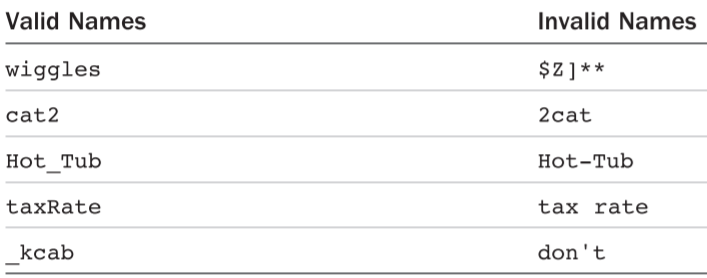 Valid Names Invalid Names
wiggles $Z]**
cat2 2cat
Hot_Tub Hot-Tub
taxRate tax rate
_kcab don't